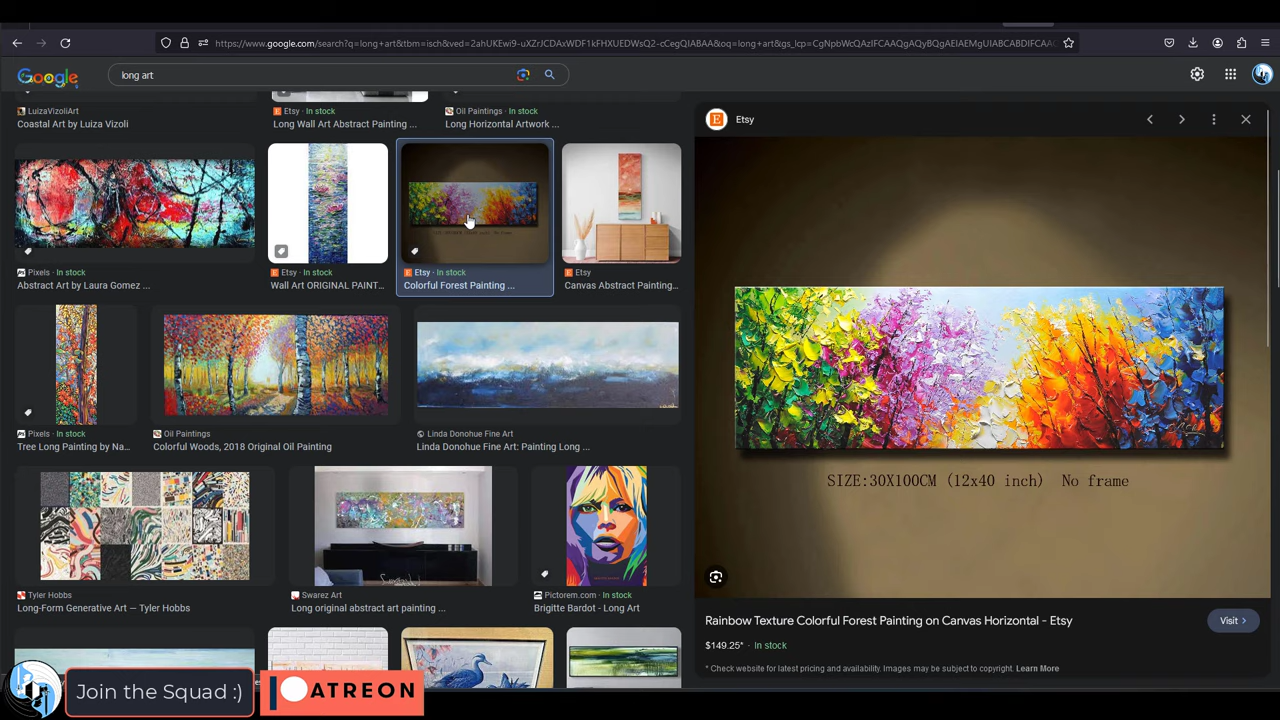 https://www.google.com/search?q=long+art&tbm=isch&ved=2ahUKEwi9-uXZrJCDAxWDF1kFHXUEDWsQ2-cCegQIABAA&oq=long+art&gs_lcp=CgNpbWcQAzIFCAAQgAQyBQgAEIAEMgUIABCABDIFCAAC
Google
long art
LuizaVizoliArt
Coastal Art by Luiza Vizoli
Etsy · In stock
Long Wall Art Abstract Painting ...
Oil Paintings · In stock
Long Horizontal Artwork ...
Etsy
Pixels · In stock
Abstract Art by Laura Gomez ...
Etsy · In stock
Wall Art ORIGINAL PAINT...
Etsy · In stock
Colorful Forest Painting ...
Etsy
Canvas Abstract Painting...
Pixels · In stock
Tree Long Painting by Na...
Oil Paintings
Colorful Woods, 2018 Original Oil Painting
Linda Donohue Fine Art
Linda Donohue Fine Art: Painting Long ...
SIZE:30X100CM (12x40 inch) No frame
Tyler Hobbs
Long-Form Generative Art — Tyler Hobbs
Swarez Art
Long original abstract art painting ...
Pictorem.com · In stock
Brigitte Bardot - Long Art
Rainbow Texture Colorful Forest Painting on Canvas Horizontal - Etsy
Visit
$149.25* · In stock
* Check website for latest pricing and availability. Images may be subject to copyright. Learn More
Join the Squad :)
PATREON